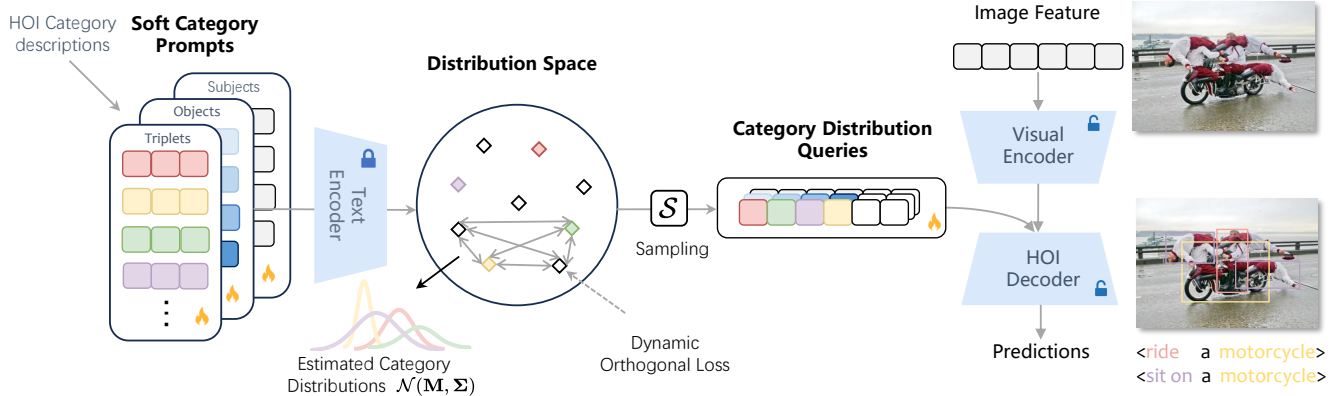 HOI Category
descriptions
Soft Category
Prompts
Subjects
Objects
Triplets
Text
Encoder
Distribution Space
Estimated Category
Distributions 𝒩(M, Σ)
Dynamic
Orthogonal Loss
S
Sampling
Category Distribution
Queries
Image Feature
Visual
Encoder
HOI
Decoder
Predictions
<ride a motorcycle>
<sit on a motorcycle>